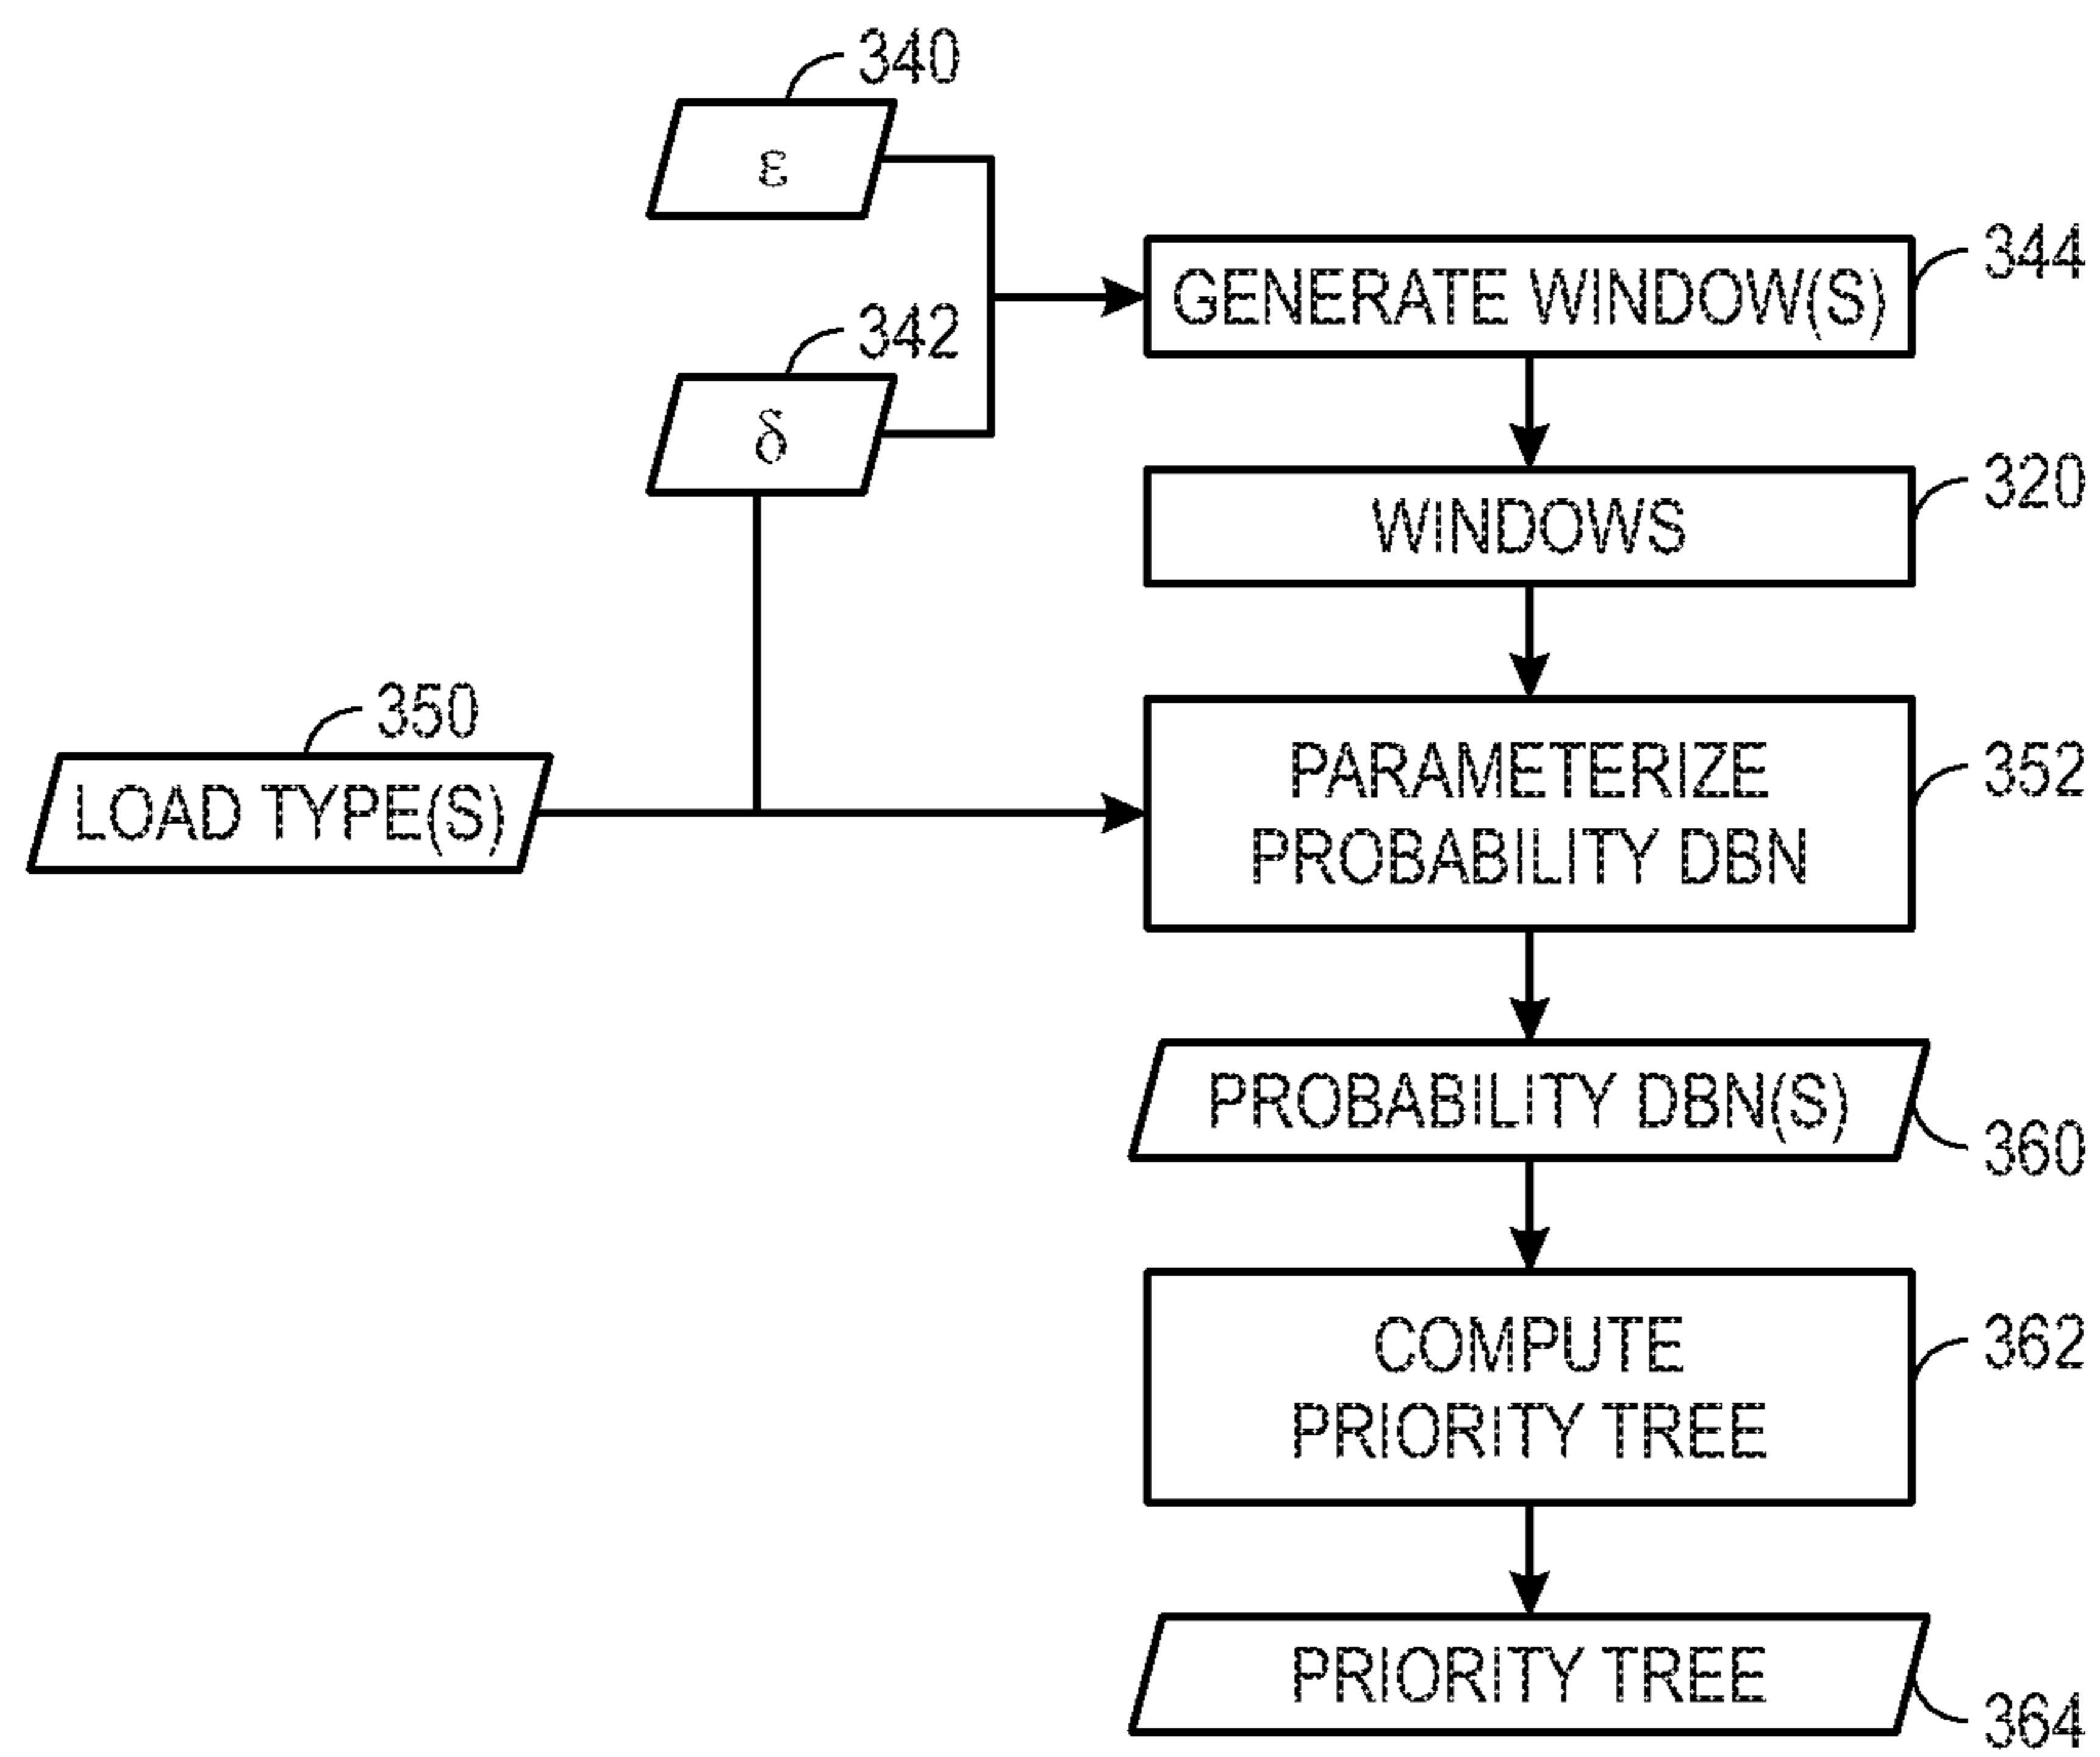 340
ε
344
GENERATE WINDOW(S)
342
δ
320
WINDOWS
350
LOAD TYPE(S)
352
PARAMETERIZE
PROBABILITY DBN
PROBABILITY DBN(S)
360
COMPUTE
PRIORITY TREE
362
PRIORITY TREE
364